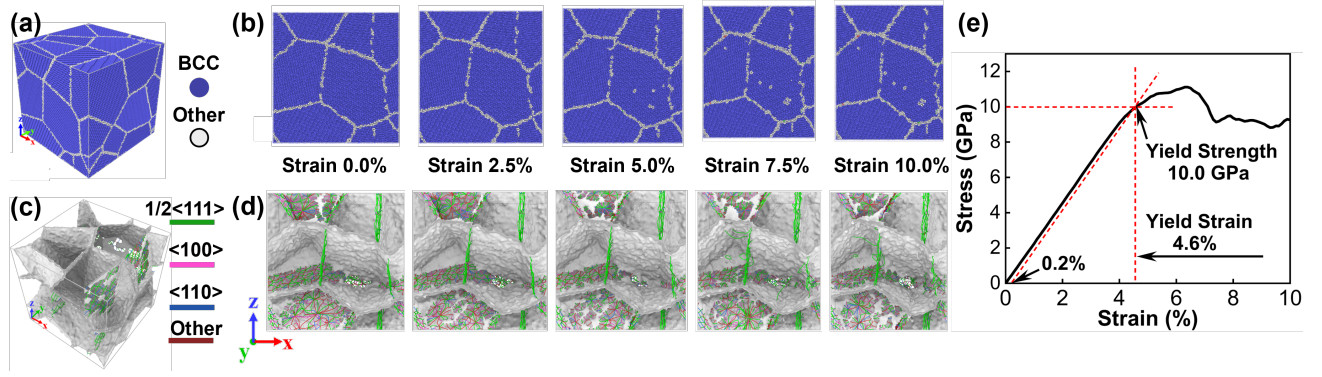 (a)
BCC
Other
z
y
x
(b)
Strain 0.0%
Strain 2.5%
Strain 5.0%
Strain 7.5%
Strain 10.0%
(c)
1/2<111>
<100>
<110>
Other
z
x
(d)
z
y
x
(e)
Stress (GPa)
12
10
8
6
4
2
0
0
2
4
6
8
10
Strain (%)
Yield Strength
10.0 GPa
Yield Strain
4.6%
0.2%